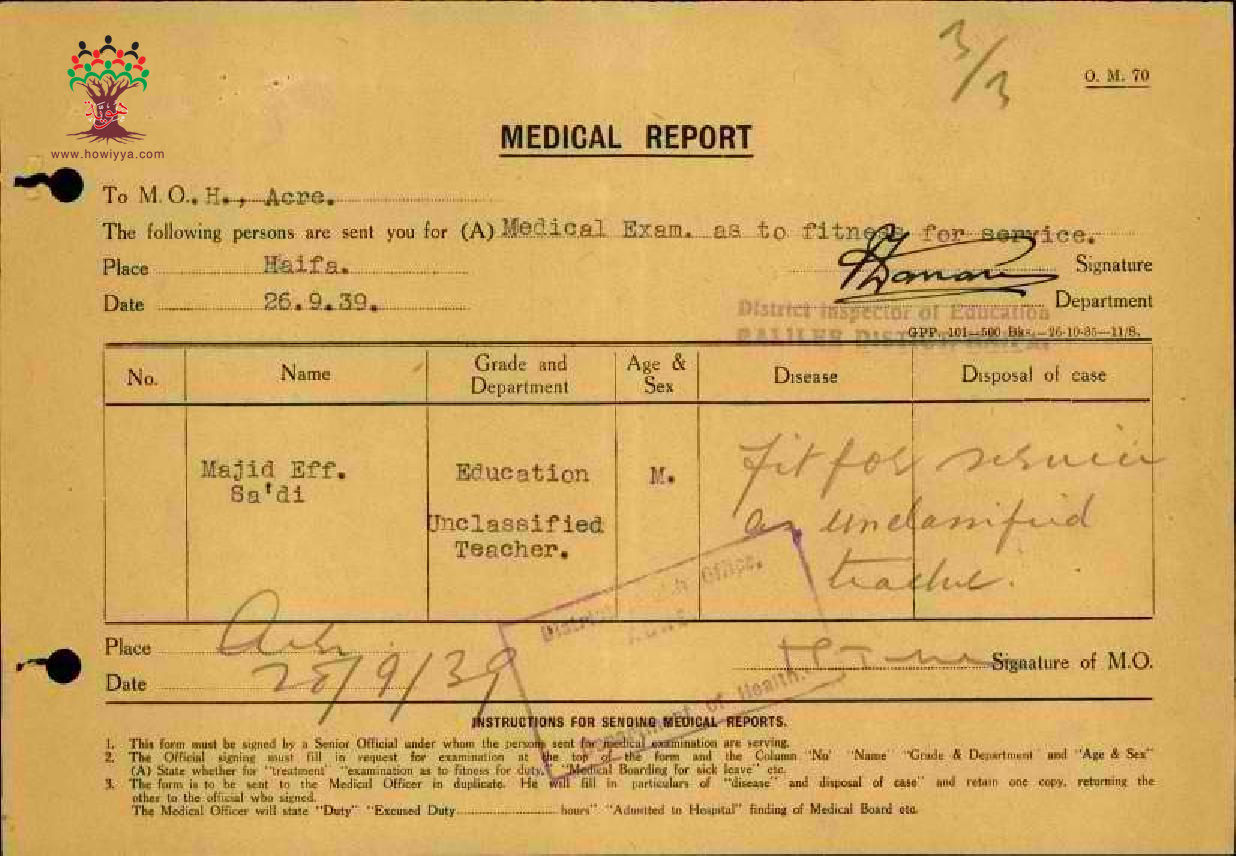 3/3
O. M. 70
www.howiyya.com
MEDICAL REPORT
To M. O. H., Acre.
The following persons are sent you for (A) Medical Exam. as to fitness for service.
Place Haifa. Signature
Date 26.9.39. Department
District Inspector of Education
GALILEE DISTRICT, HAIFA.
GPP. 101—500 Bks.—26-10-35—11/S.
No. Name Grade and Department Age & Sex Disease Disposal of case
Majid Eff. Sa'di Education Unclassified Teacher. M. fit for service
as unclassified
teacher.
District Health Office.
ACRE
Department of Health.
Place Acre
Date 28/9/39 Signature of M.O.
INSTRUCTIONS FOR SENDING MEDICAL REPORTS.
1. This form must be signed by a Senior Official under whom the persons sent for medical examination are serving.
2. The Official signing must fill in request for examination at the top of the form and the Column "No" "Name" "Grade & Department" and "Age & Sex"
(A) State whether for "treatment" "examination as to fitness for duty," "Medical Boarding for sick leave" etc.
3. The form is to be sent to the Medical Officer in duplicate. He will fill in particulars of "disease" and disposal of case" and retain one copy, returning the
other to the official who signed.
The Medical Officer will state "Duty" "Excused Duty............hours" "Admitted to Hospital" finding of Medical Board etc.